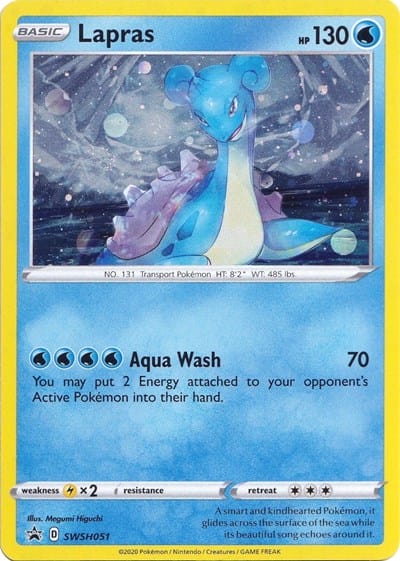 BASIC Lapras HP 130
NO. 131 Transport Pokémon HT: 8'2" WT: 485 lbs.
Aqua Wash 70
You may put 2 Energy attached to your opponent's
Active Pokémon into their hand.
weakness ×2 resistance retreat
Illus. Megumi Higuchi
D SWSH051
PROMO
A smart and kindhearted Pokémon, it
glides across the surface of the sea while
its beautiful song echoes around it.
©2020 Pokémon / Nintendo / Creatures / GAME FREAK